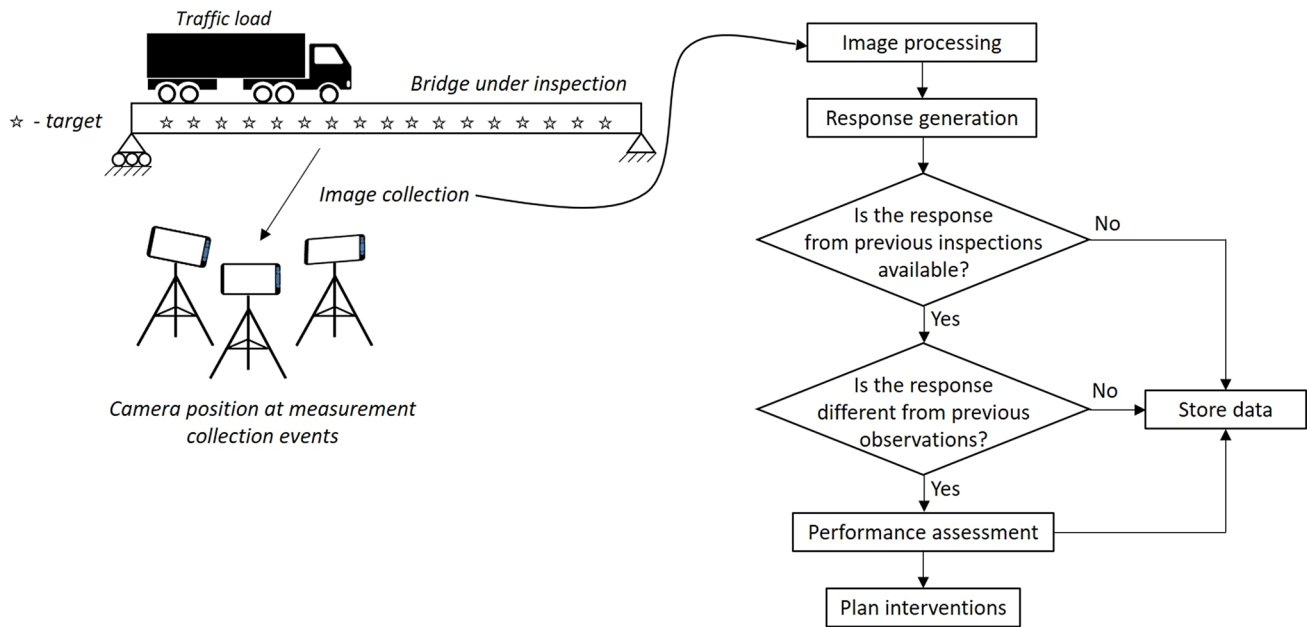 Traffic load
Bridge under inspection
☆ - target
Image collection
Camera position at measurement
collection events
Image processing
Response generation
Is the response
from previous inspections
available?
No
Yes
Is the response
different from previous
observations?
No
Store data
Yes
Performance assessment
Plan interventions